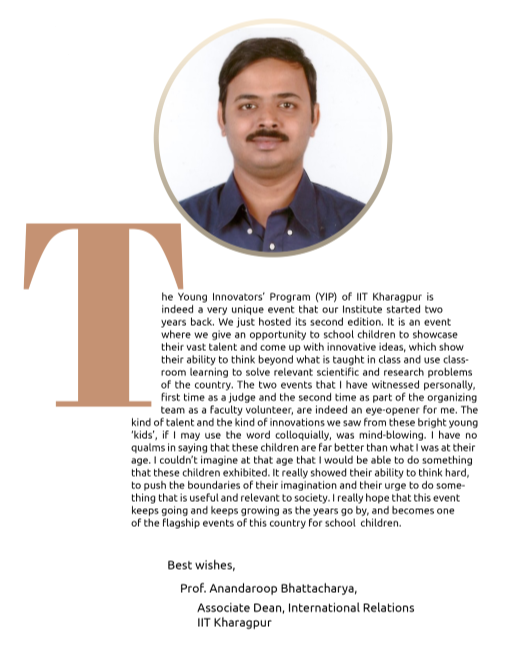 The Young Innovators' Program (YIP) of IIT Kharagpur is
indeed a very unique event that our Institute started two
years back. We just hosted its second edition. It is an event
where we give an opportunity to school children to showcase
their vast talent and come up with innovative ideas, which show
their ability to think beyond what is taught in class and use class-
room learning to solve relevant scientific and research problems
of the country. The two events that I have witnessed personally,
first time as a judge and the second time as part of the organizing
team as a faculty volunteer, are indeed an eye-opener for me. The
kind of talent and the kind of innovations we saw from these bright young
'kids', if I may use the word colloquially, was mind-blowing. I have no
qualms in saying that these children are far better than what I was at their
age. I couldn't imagine at that age that I would be able to do something
that these children exhibited. It really showed their ability to think hard,
to push the boundaries of their imagination and their urge to do some-
thing that is useful and relevant to society. I really hope that this event
keeps going and keeps growing as the years go by, and becomes one
of the flagship events of this country for school children.
Best wishes,
Prof. Anandaroop Bhattacharya,
Associate Dean, International Relations
IIT Kharagpur